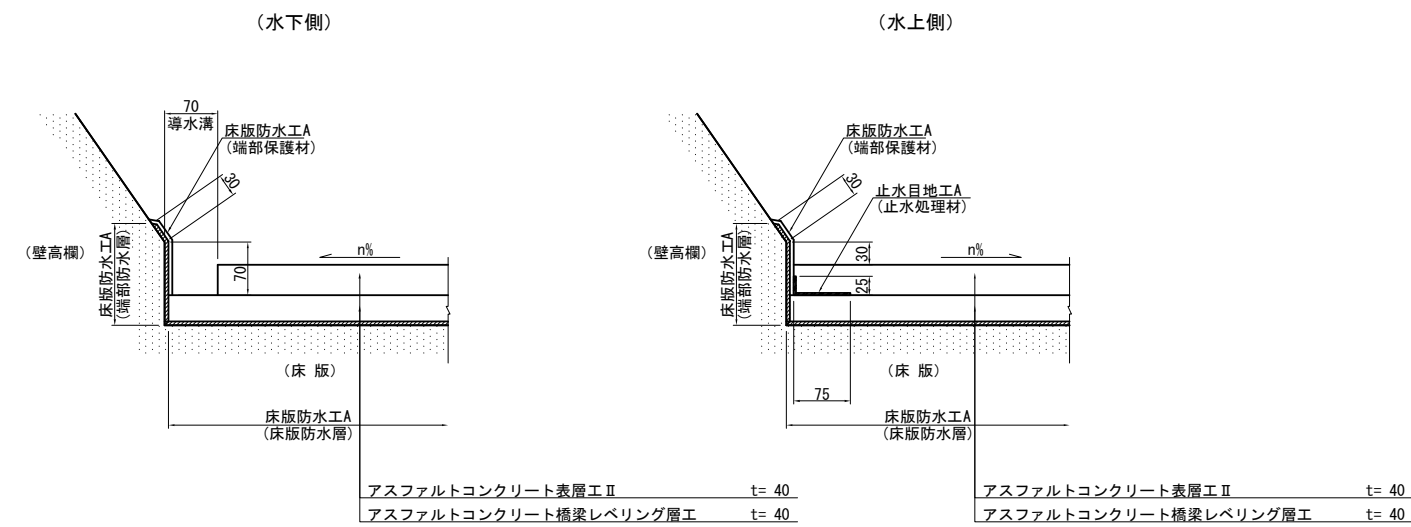 (水下側)
70
導水溝
床版防水工A
(端部保護材)
30
(壁高欄)
床版防水工A
(端部防水層)
70
n%
(床 版)
床版防水工A
(床版防水層)
アスファルトコンクリート表層工Ⅱ t= 40
アスファルトコンクリート橋梁レベリング層工 t= 40
(水上側)
床版防水工A
(端部保護材)
30
止水目地工A
(止水処理材)
(壁高欄)
床版防水工A
(端部防水層)
30
25
n%
(床 版)
75
床版防水工A
(床版防水層)
アスファルトコンクリート表層工Ⅱ t= 40
アスファルトコンクリート橋梁レベリング層工 t= 40